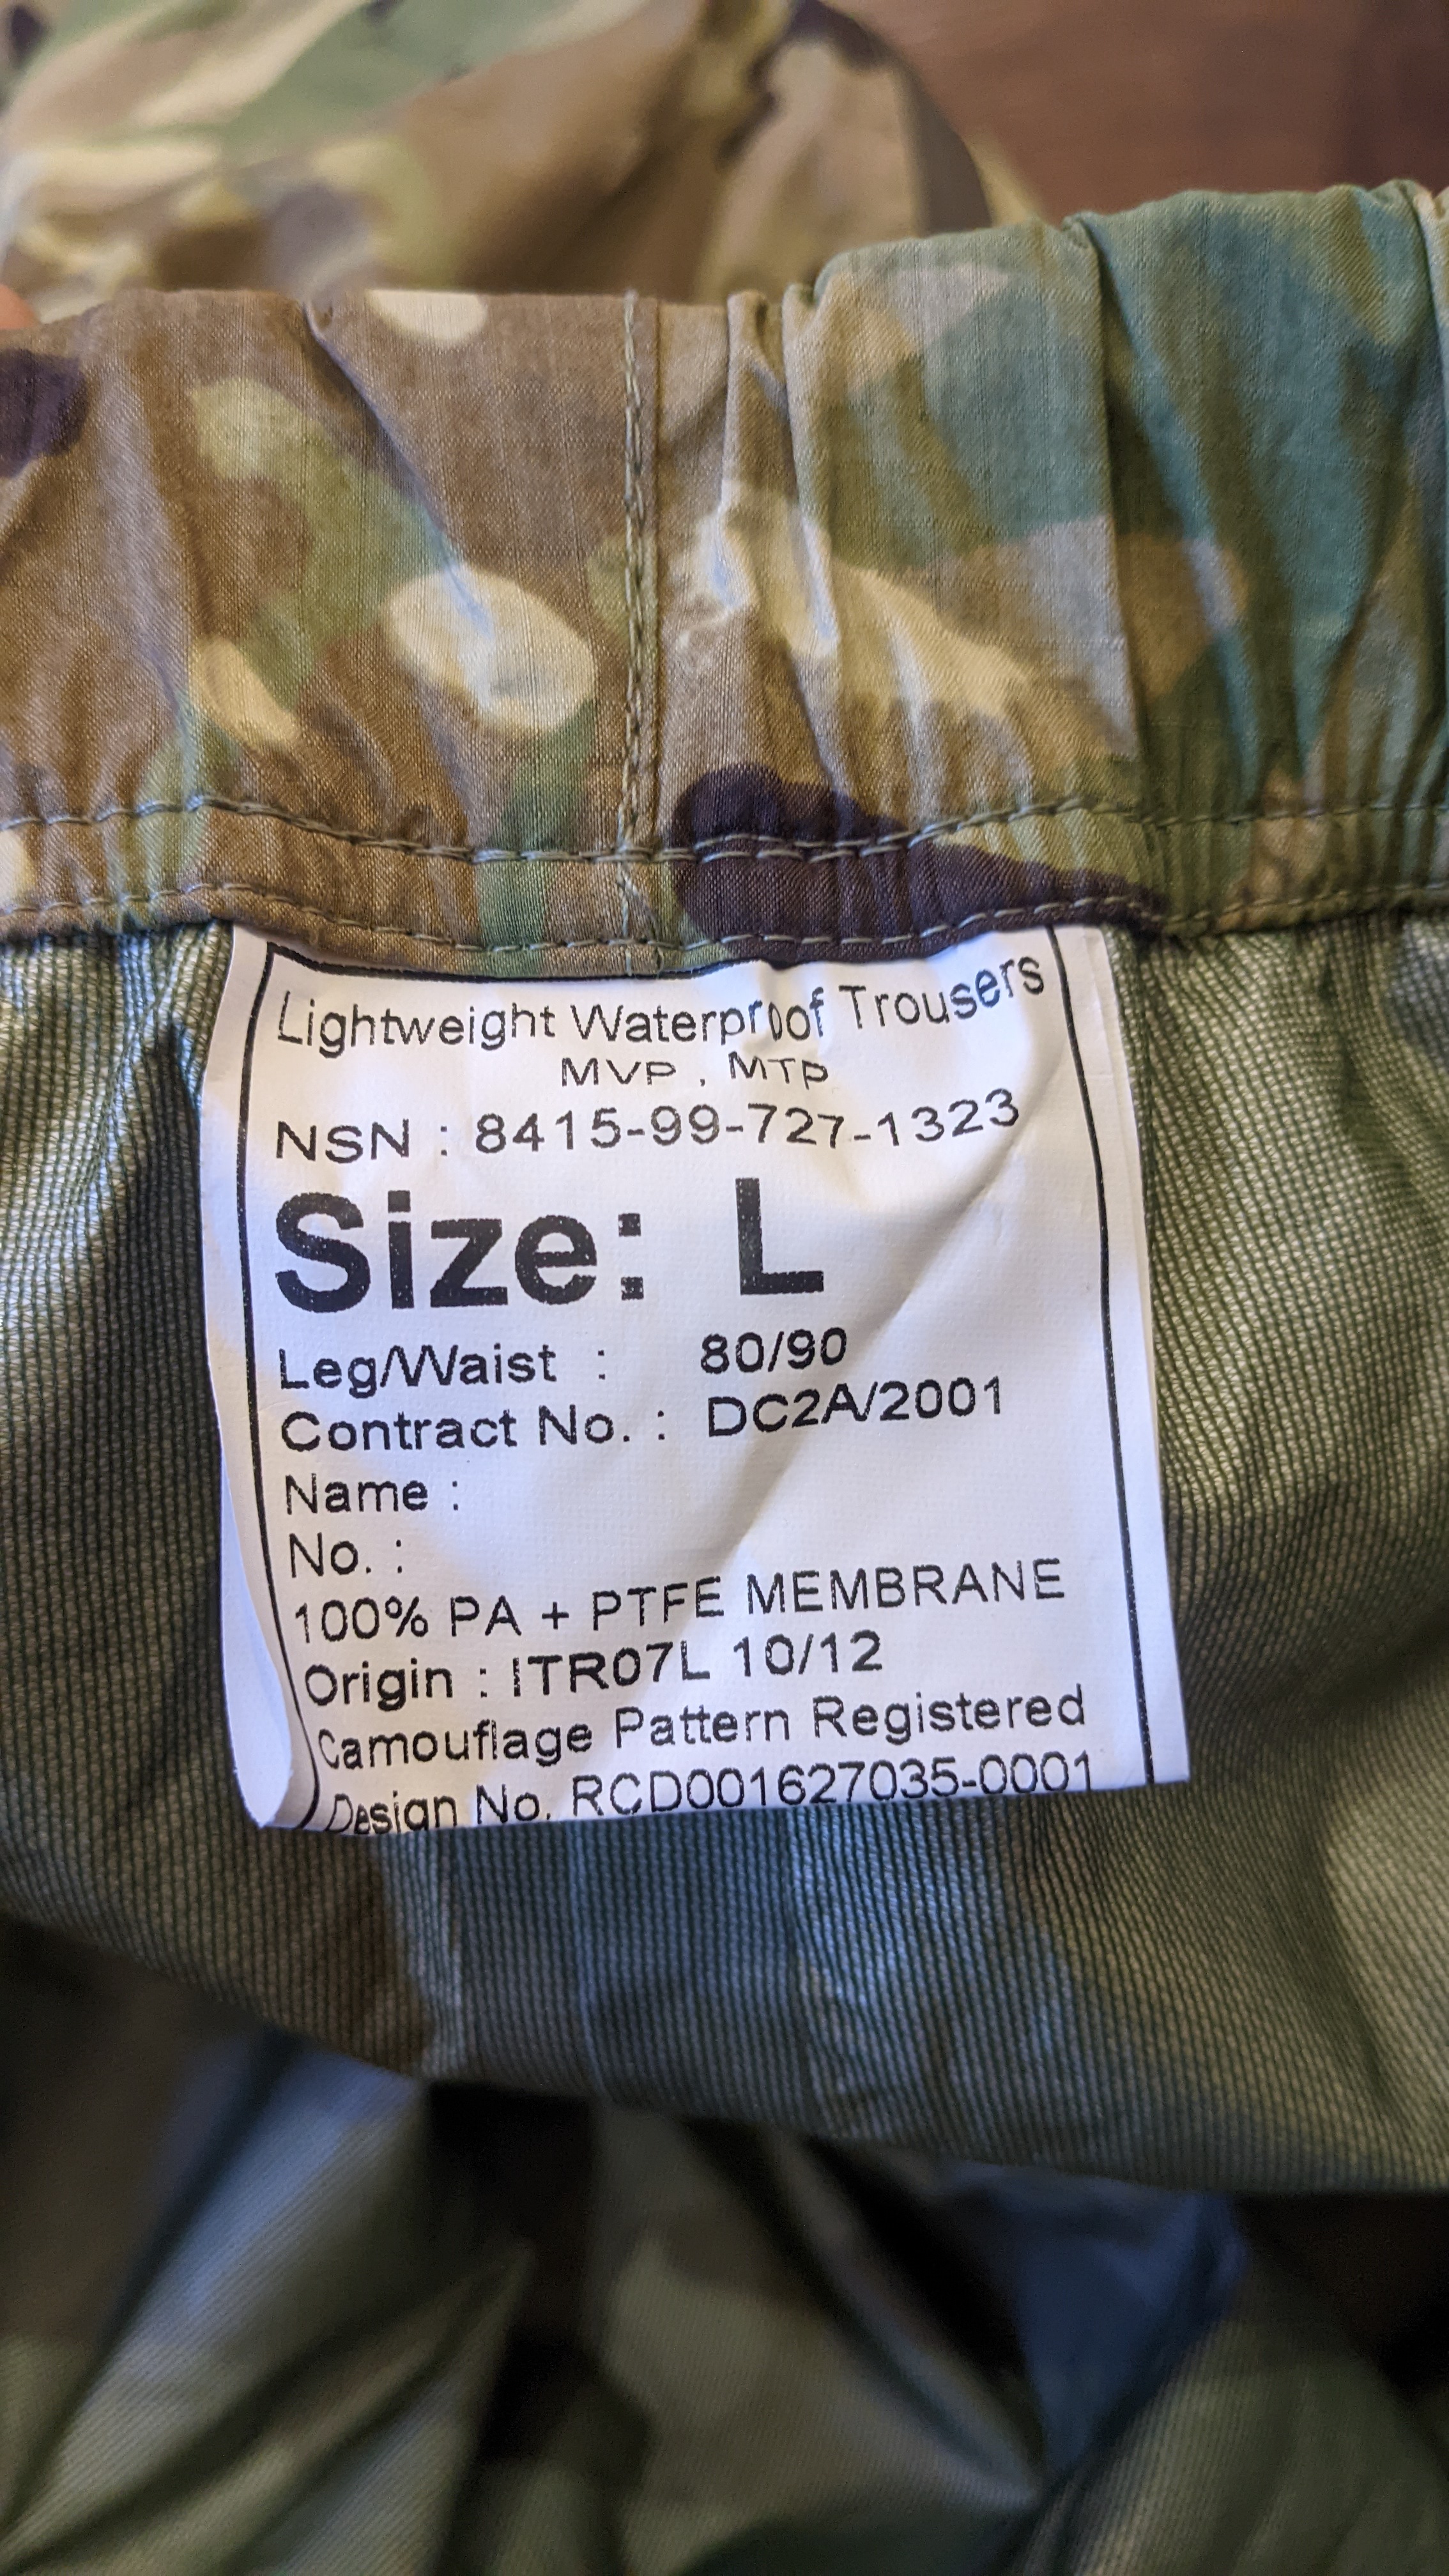 Lightweight Waterproof Trousers
MVP , MTP
NSN : 8415-99-727-1323
Size: L
Leg/Waist : 80/90
Contract No. : DC2A/2001
Name :
No. :
100% PA + PTFE MEMBRANE
Origin : ITR07L 10/12
Camouflage Pattern Registered
Design No. RCD001627035-0001